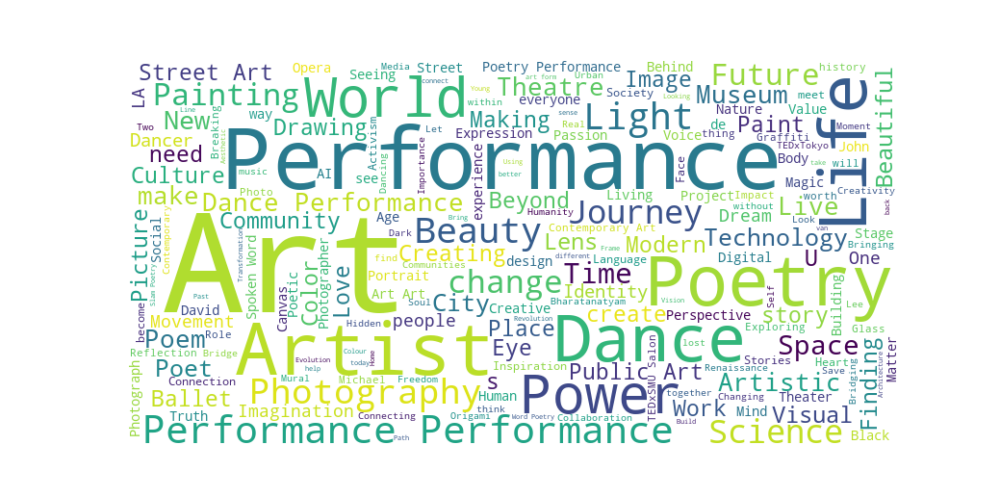 Street Art
Opera
Seeing
Media
Street
Poetry Performance
Behind
Urban
Image
Future
history
Painting
World
Theatre
everyone
Society
Museum
meet
Value
LA
New
way
Drawing
Making
Light
Nature
de
Paint
Beautiful
Life
Two
Dancer
need
Breaking
Line
Aesthetic
music
AI
see
Activism
Let
Importance
Expression
Passion
Real
Voice
thing
Graffiti
TEDxTokyo
Moment
John
Performance
Culture
make
Photo
Dancing
experience
Using
better
sense
art form
Young
connect
within
Looking
Face
Body
Magic
will
take
Creativity
worth
back
Dance Performance
Beyond
Living
Project
Impact
without
Dream
Live
Look
van
Community
Age
Dark
Bring
Humanity
Journey
Contemporary Art
Stage
Bringing
Art
Beauty
Lens
Frame
Modern
Technology
U
One
Picture
Social
Contemporary
Slam Poetry
Transformation
spoken Word
Poetic
Color
Photographer
Love
find
Communities
Portrait
Creating
design
different
Language
Digital
Vision
Poetry
Past
Art Art
Soul
change
Bharatanatyam
Time
Identity
Self
Exploring
Building
Lee
become
David
Movement
Role
Canvas
Hidden
City
Creative
Revolution
people
Place
create
Perspective
story
Glass
Poem
Artist
Colour
today
Home
Eye
Dance
lost
TEDxSMU Salon
Renaissance
Stories
Space
Matter
Reflection
Bridge
Evolution
help
Poet
Connection
Mural
Michael
Freedom
Inspiration
Public Art
Heart
Save
Bridging
Architecture
Photograph
Ballet
Photography
s
Human
Power
together
Changing
Artistic
Theater
Finding
Truth
Imagination
Connecting
think
Origami
Word Poetry
Collaboration
Work
Build
Mind
Visual
Performance Performance
Path
Science
Black